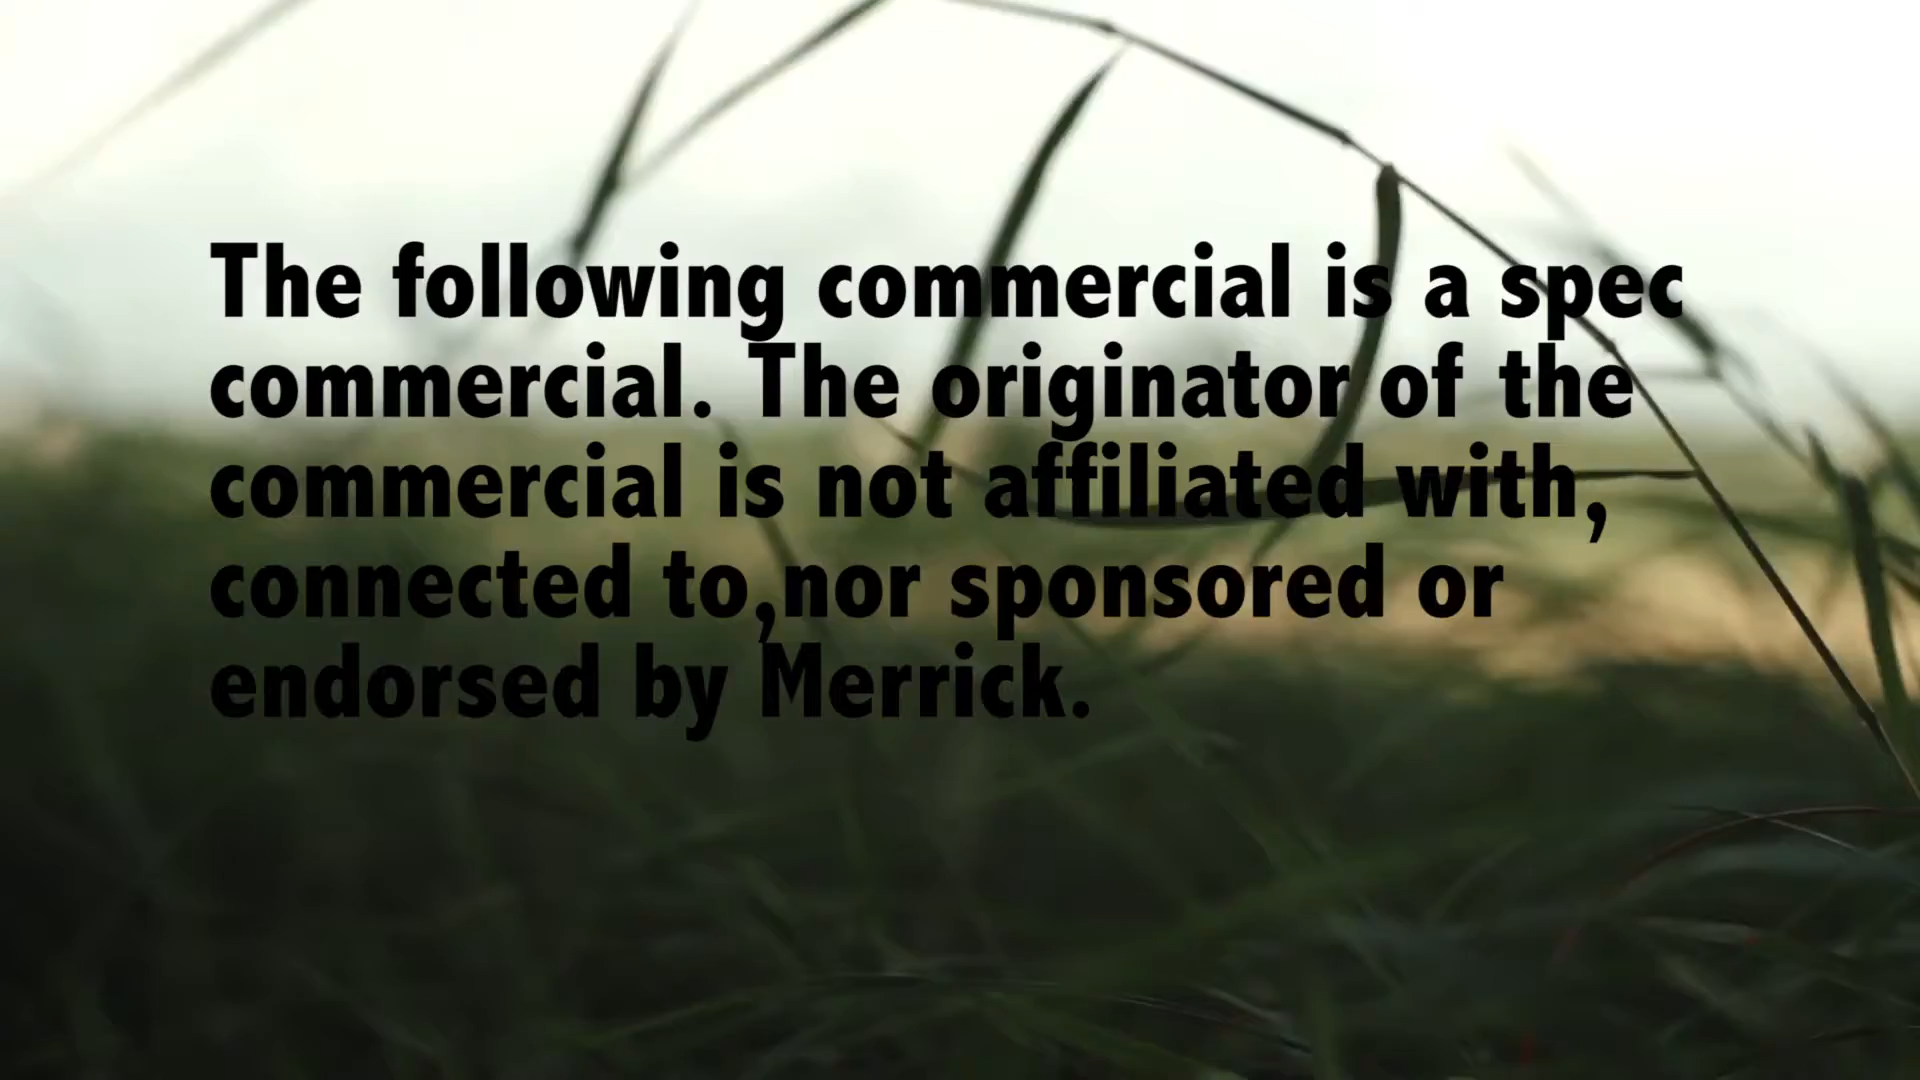 The following commercial is a spec
commercial. The originator of the
commercial is not affiliated with,
connected to,nor sponsored or
endorsed by Merrick.